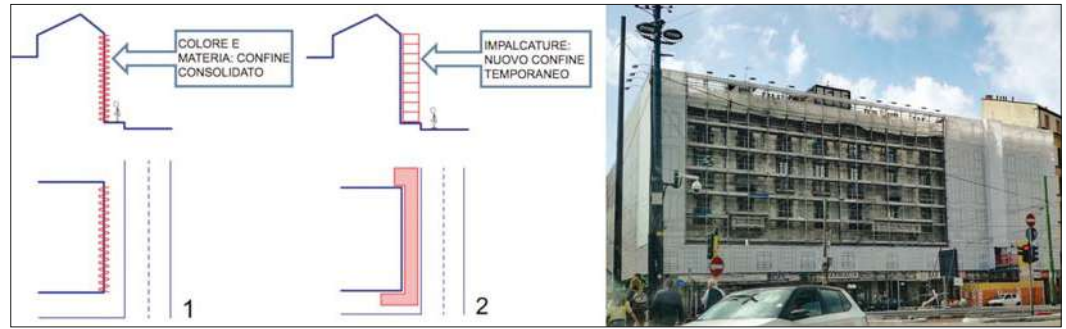 COLORE E
MATERIA: CONFINE
CONSOLIDATO
IMPALCATURE:
NUOVO CONFINE
TEMPORANEO
1
2